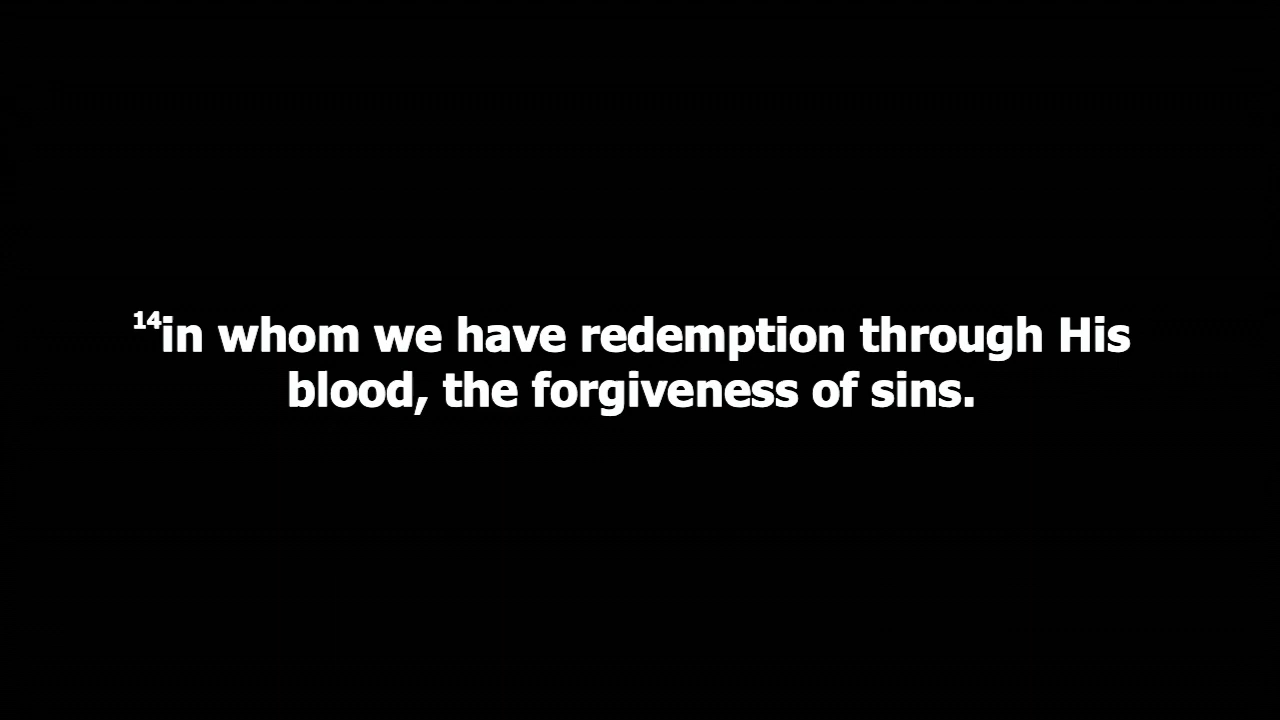 14in whom we have redemption through His
blood, the forgiveness of sins.